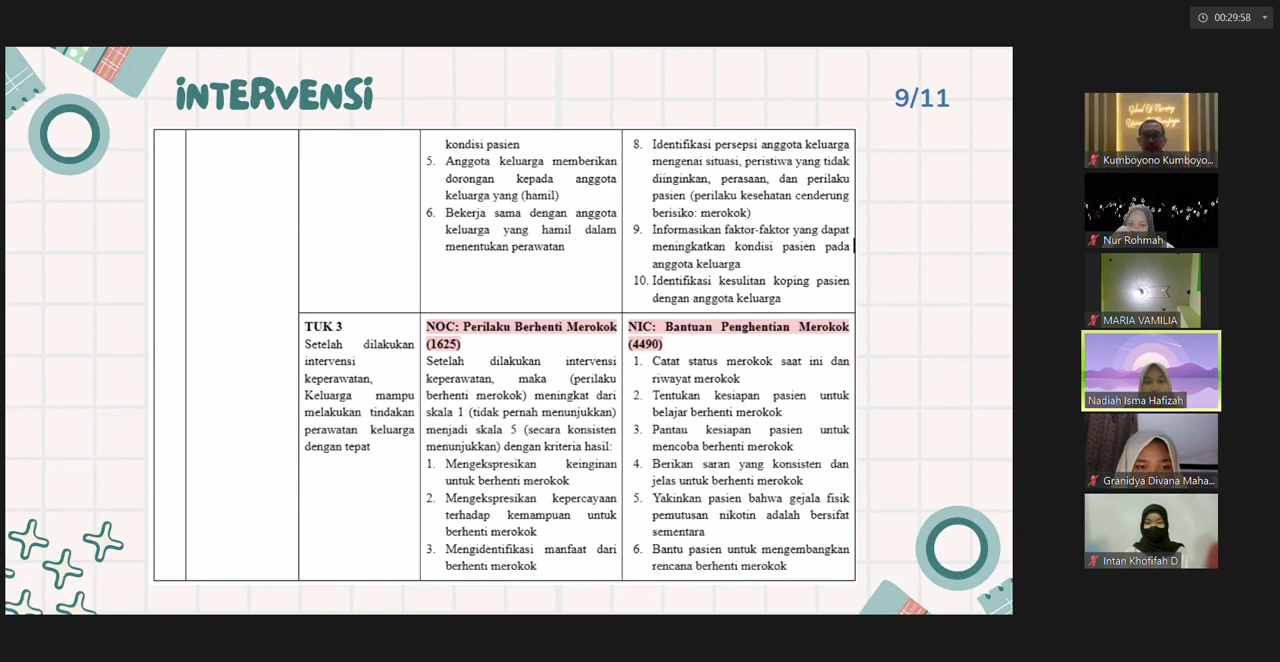 00:29:58
iNTERVENSi
9/11
kondisi pasien
5. Anggota keluarga memberikan
dorongan kepada anggota
keluarga yang (hamil)
6. Bekerja sama dengan anggota
keluarga yang hamil dalam
menentukan perawatan
8. Identifikasi persepsi anggota keluarga
mengenai situasi, peristiwa yang tidak
diinginkan, perasaan, dan perilaku
pasien (perilaku kesehatan cenderung
berisiko: merokok)
9. Informasikan faktor-faktor yang dapat
meningkatkan kondisi pasien pada
anggota keluarga
10. Identifikasi kesulitan koping pasien
dengan anggota keluarga
TUK 3
Setelah dilakukan
intervensi
keperawatan,
Keluarga mampu
melakukan tindakan
perawatan keluarga
dengan tepat
NOC: Perilaku Berhenti Merokok
(1625)
Setelah dilakukan intervensi
keperawatan, maka (perilaku
berhenti merokok) meningkat dari
skala 1 (tidak pernah menunjukkan)
menjadi skala 5 (secara konsisten
menunjukkan) dengan kriteria hasil:
1. Mengekspresikan keinginan
untuk berhenti merokok
2. Mengekspresikan kepercayaan
terhadap kemampuan untuk
berhenti merokok
3. Mengidentifikasi manfaat dari
berhenti merokok
NIC: Bantuan Penghentian Merokok
(4490)
1. Catat status merokok saat ini dan
riwayat merokok
2. Tentukan kesiapan pasien untuk
belajar berhenti merokok
3. Pantau kesiapan pasien untuk
mencoba berhenti merokok
4. Berikan saran yang konsisten dan
jelas untuk berhenti merokok
5. Yakinkan pasien bahwa gejala fisik
pemutusan nikotin adalah bersifat
sementara
6. Bantu pasien untuk mengembangkan
rencana berhenti merokok
School Of Nursing
Kumboyono Kumboyo...
Nur Rohmah
MARIA VAMILIA
Nadiah Isma Hafizah
Granidya Divana Maha...
Intan Khofifah D